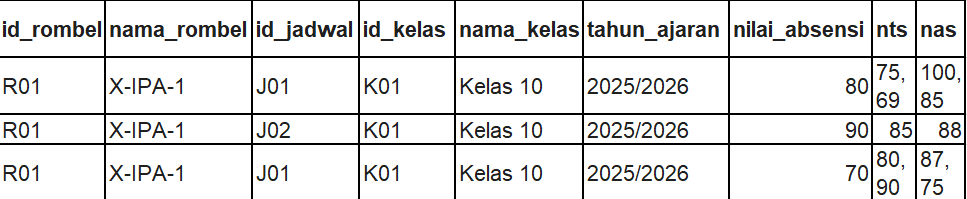 id_rombel nama_rombel id_jadwal id_kelas nama_kelas tahun_ajaran nilai_absensi nts nas
R01 X-IPA-1 J01 K01 Kelas 10 2025/2026 80 75, 69 100, 85
R01 X-IPA-1 J02 K01 Kelas 10 2025/2026 90 85 88
R01 X-IPA-1 J01 K01 Kelas 10 2025/2026 70 80, 90 87, 75